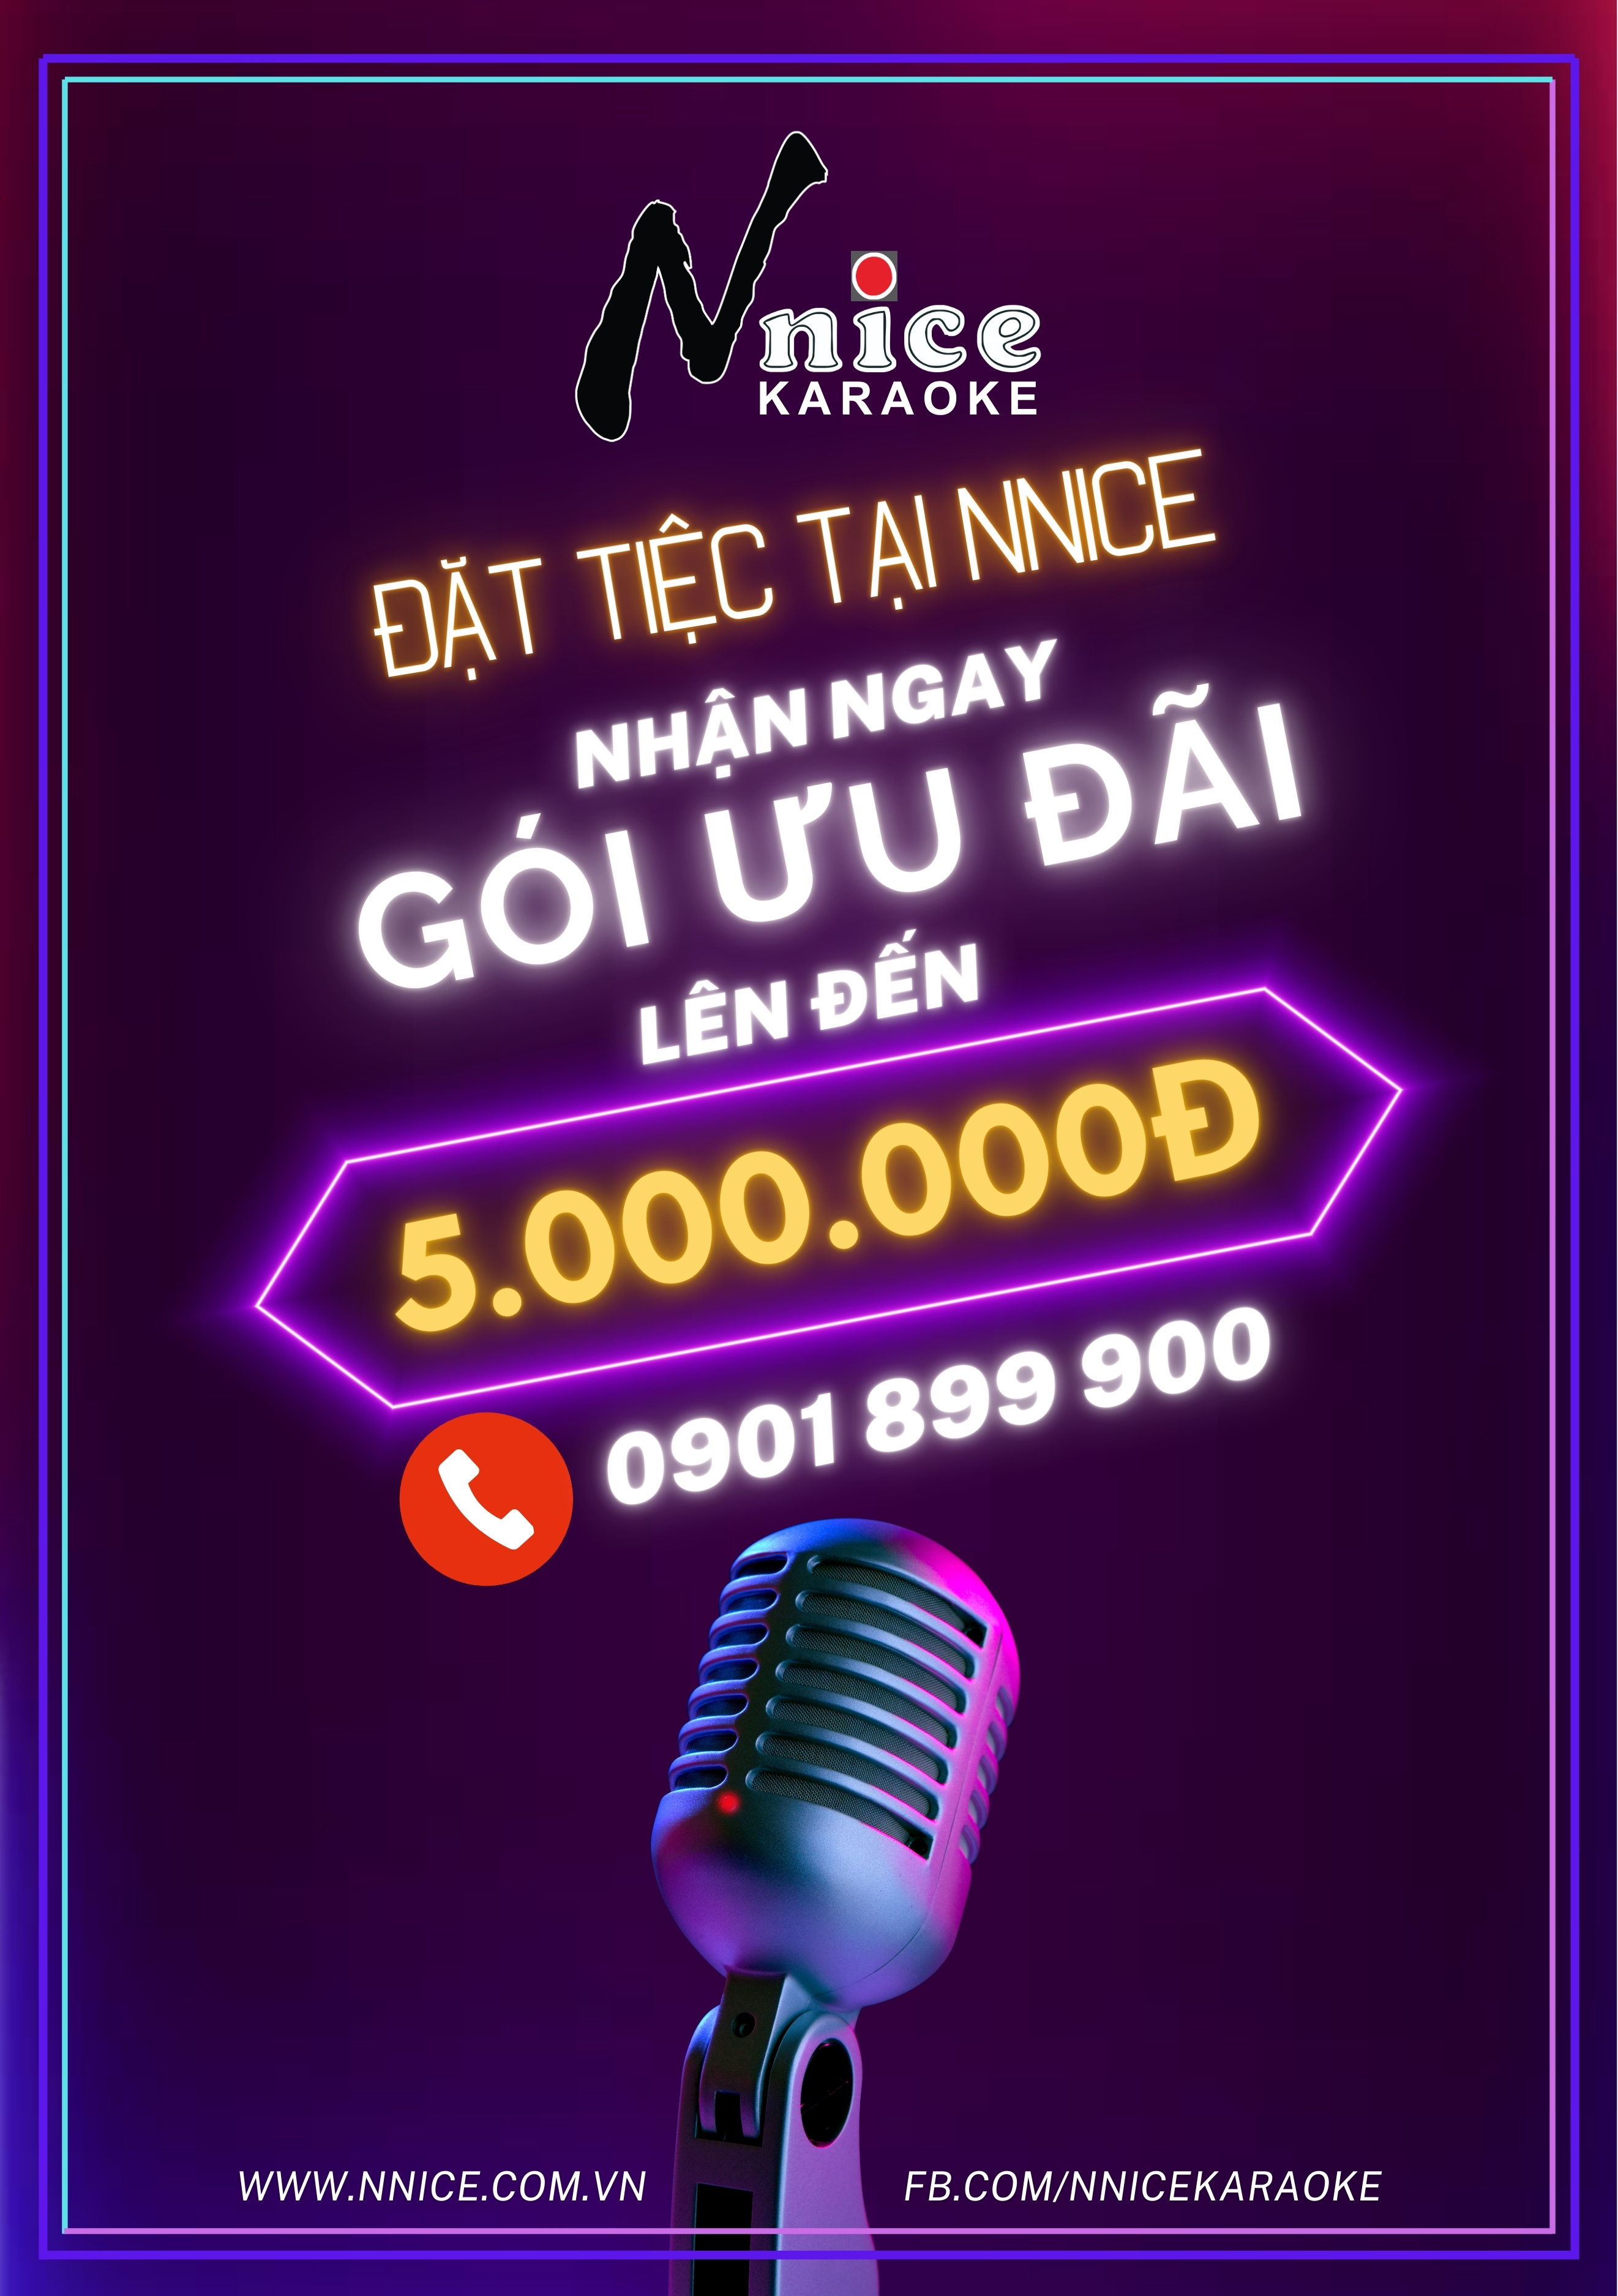 Nnice
KARAOKE
ĐẶT TIỆC TẠI NNICE
NHẬN NGAY
GÓI ƯU ĐÃI
LÊN ĐẾN
5.000.000Đ
0901 899 900
WWW.NNICE.COM.VN
FB.COM/NNICEKARAOKE